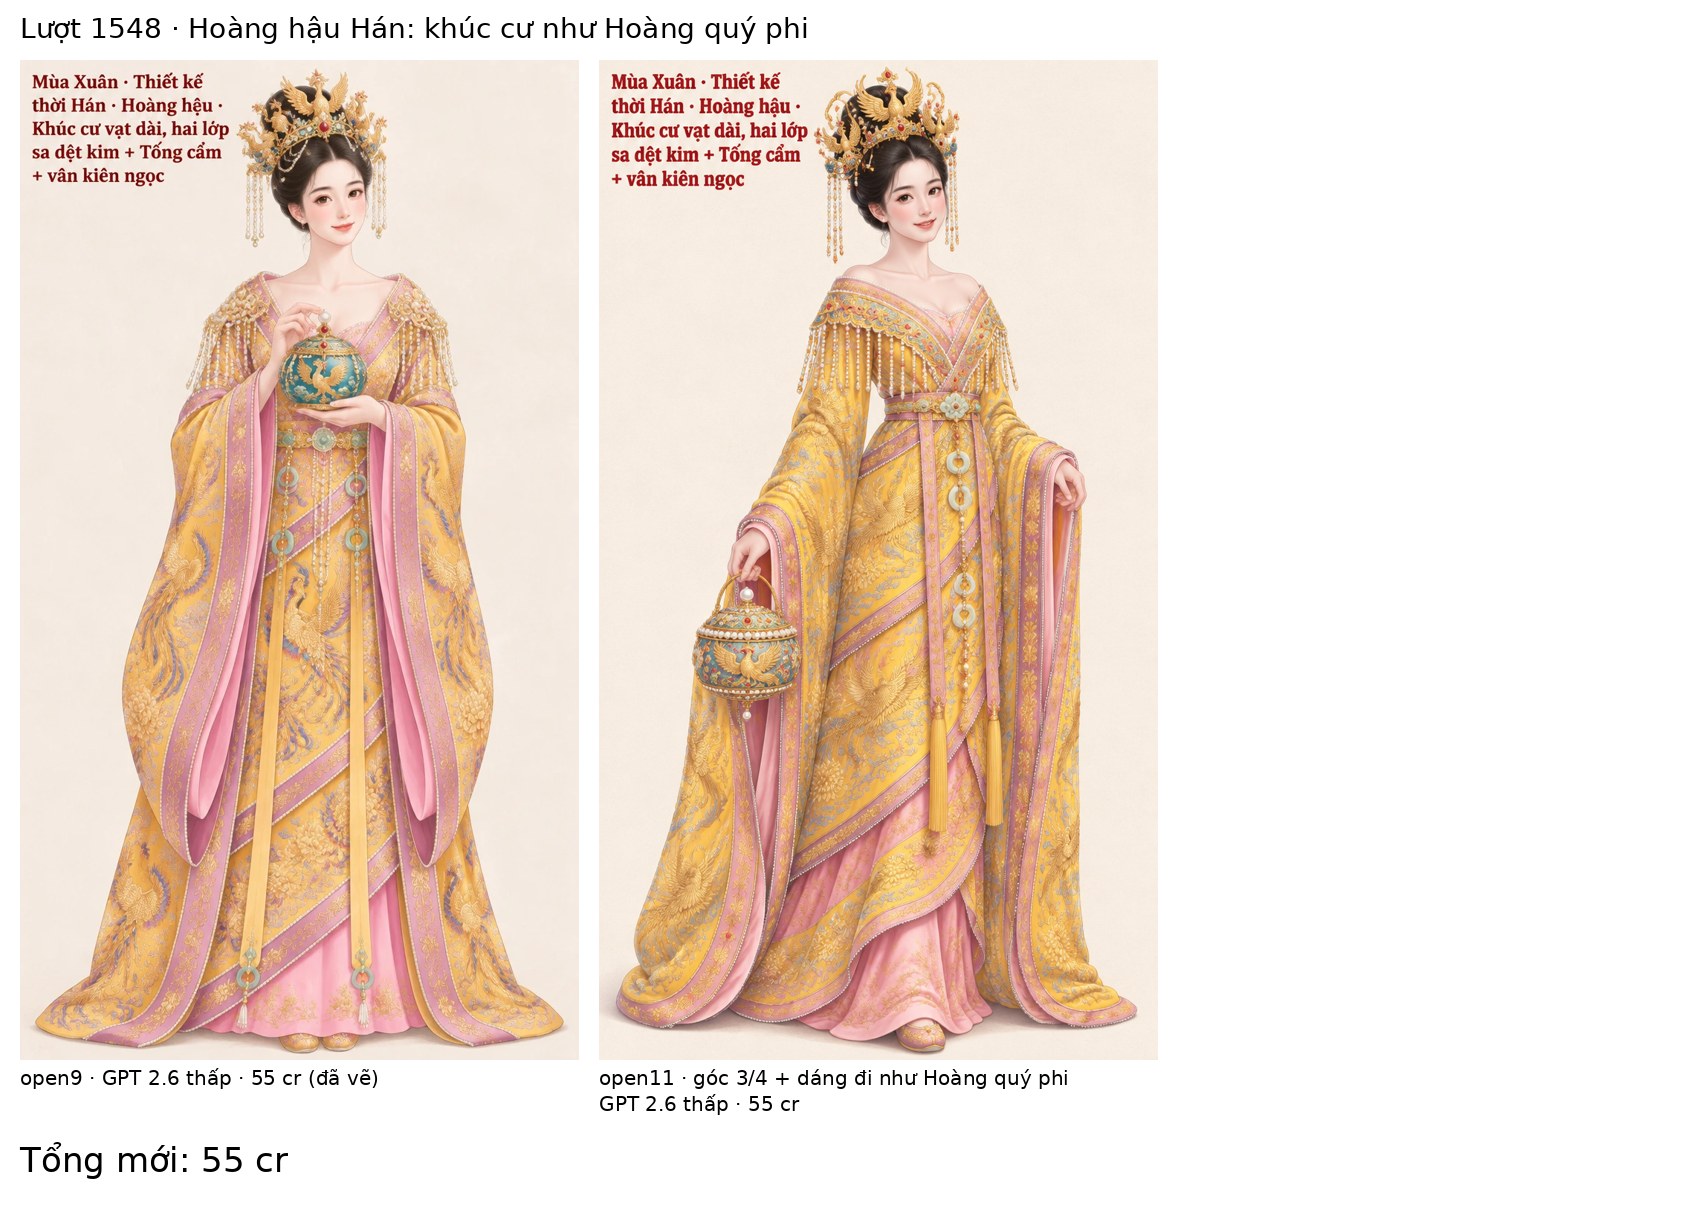 Lượt 1548 · Hoàng hậu Hán: khúc cư như Hoàng quý phi
Mùa Xuân · Thiết kế
thời Hán · Hoàng hậu ·
Khúc cư vạt dài, hai lớp
sa dệt kim + Tống cẩm
+ vân kiên ngọc
Mùa Xuân · Thiết kế
thời Hán · Hoàng hậu ·
Khúc cư vạt dài, hai lớp
sa dệt kim + Tống cẩm
+ vân kiên ngọc
open9 · GPT 2.6 thấp · 55 cr (đã vẽ)
open11 · góc 3/4 + dáng đi như Hoàng quý phi
GPT 2.6 thấp · 55 cr
Tổng mới: 55 cr